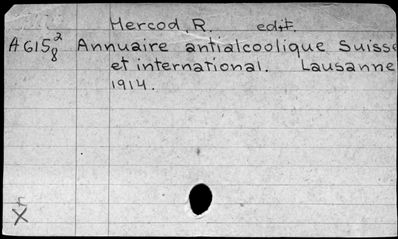 Hercod, R. edit.
A615²₈ Annuaire antialcoolique Suisse
et international. Lausanne
1914.
X